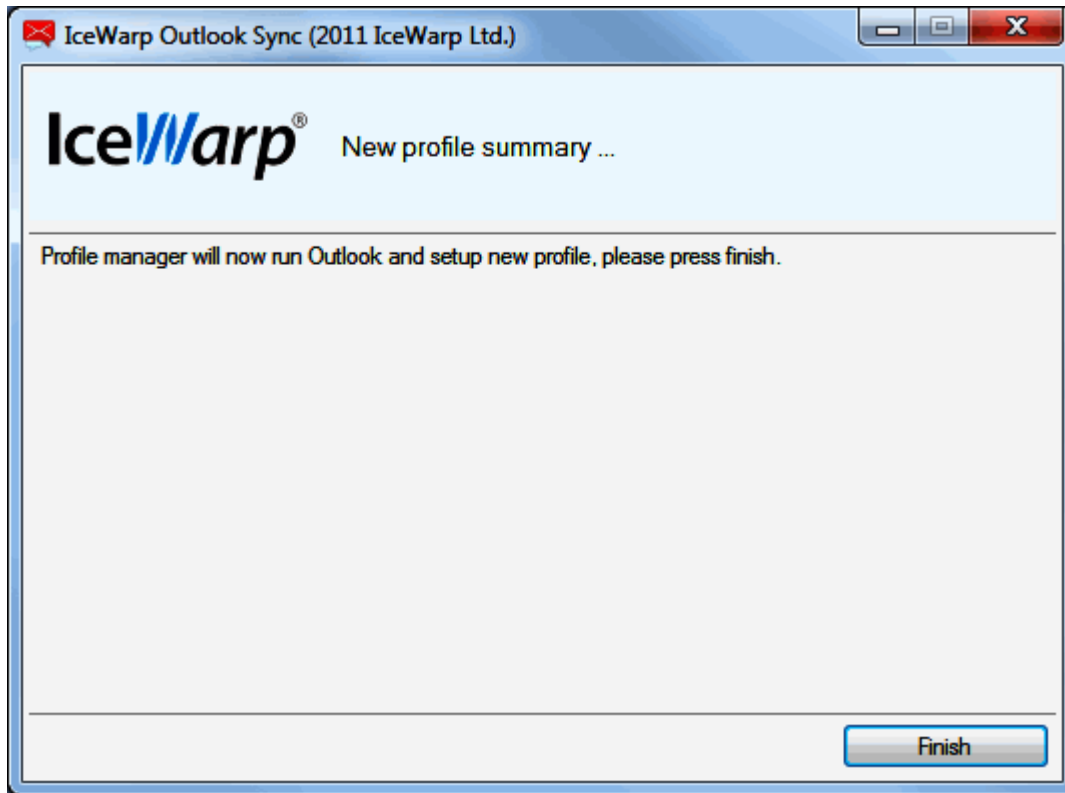 IceWarp Outlook Sync (2011 IceWarp Ltd.)
IceWarp® New profile summary ...
Profile manager will now run Outlook and setup new profile, please press finish.
Finish